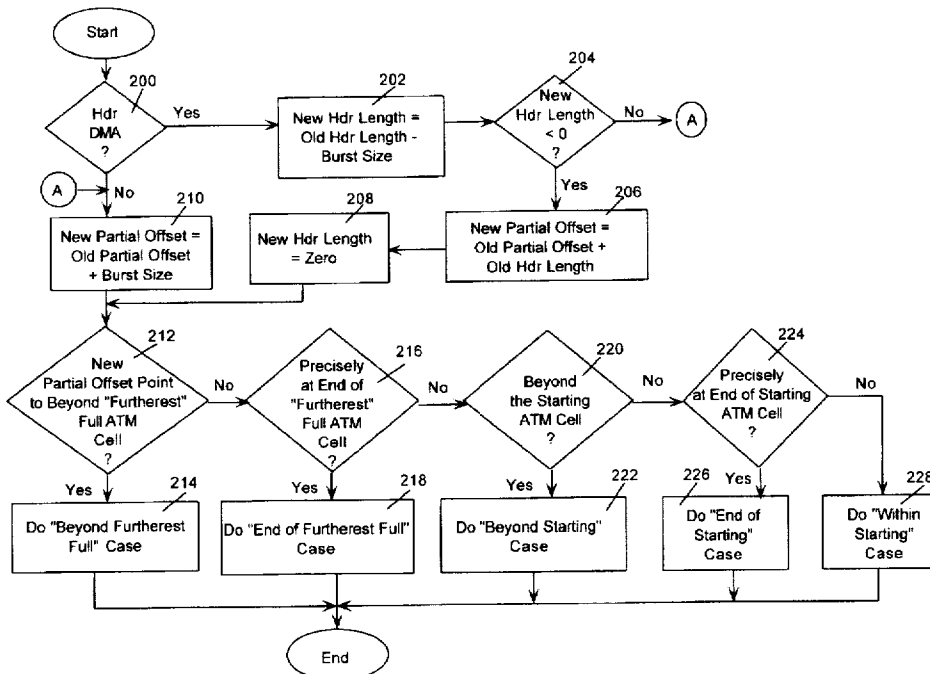 Start
200
Hdr
DMA
?
Yes
202
New Hdr Length =
Old Hdr Length -
Burst Size
204
New
Hdr Length
< 0
?
No
A
A
No
Yes
210
New Partial Offset =
Old Partial Offset
+ Burst Size
208
New Hdr Length
= Zero
206
New Partial Offset =
Old Partial Offset +
Old Hdr Length
212
New
Partial Offset Point
to Beyond "Furtherest"
Full ATM
Cell
?
No
216
Precisely
at End of
"Furtherest"
Full ATM
Cell
?
No
220
Beyond
the Starting
ATM Cell
?
No
224
Precisely
at End of Starting
ATM Cell
?
No
Yes
214
Do "Beyond Furtherest
Full" Case
Yes
218
Do "End of Furtherest Full"
Case
Yes
222
Do "Beyond Starting"
Case
Yes
226
Do "End of
Starting"
Case
228
Do "Within
Starting"
Case
End